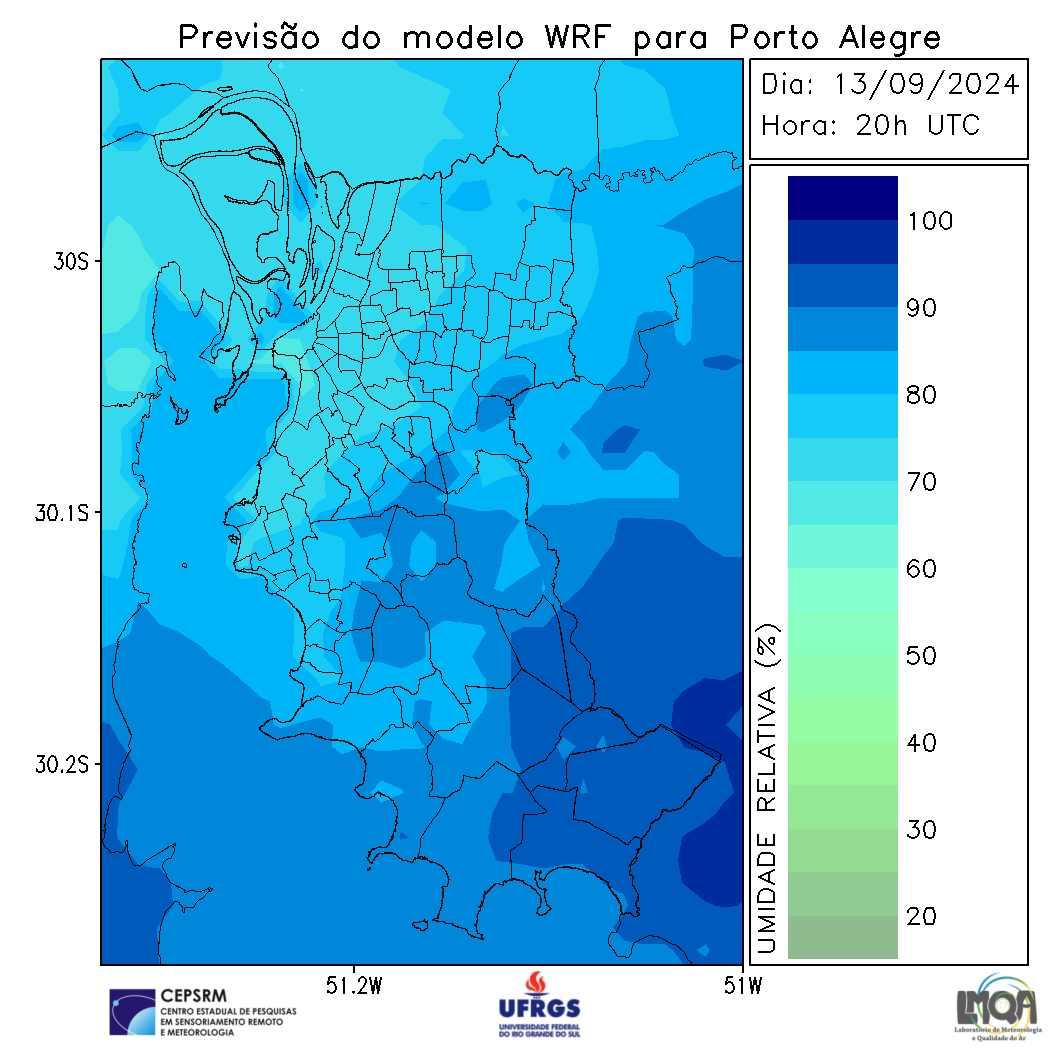 Previsão do modelo WRF para Porto Alegre
Dia: 13/09/2024
Hora: 20h UTC
30S
30.1S
30.2S
51.2W
51W
UMIDADE RELATIVA (%)
100
90
80
70
60
50
40
30
20
CEPSRM
CENTRO ESTADUAL DE PESQUISAS
EM SENSORIAMENTO REMOTO
E METEOROLOGIA
UFRGS
UNIVERSIDADE FEDERAL
DO RIO GRANDE DO SUL
LMQA
Laboratório de Meteorologia
e Qualidade do Ar